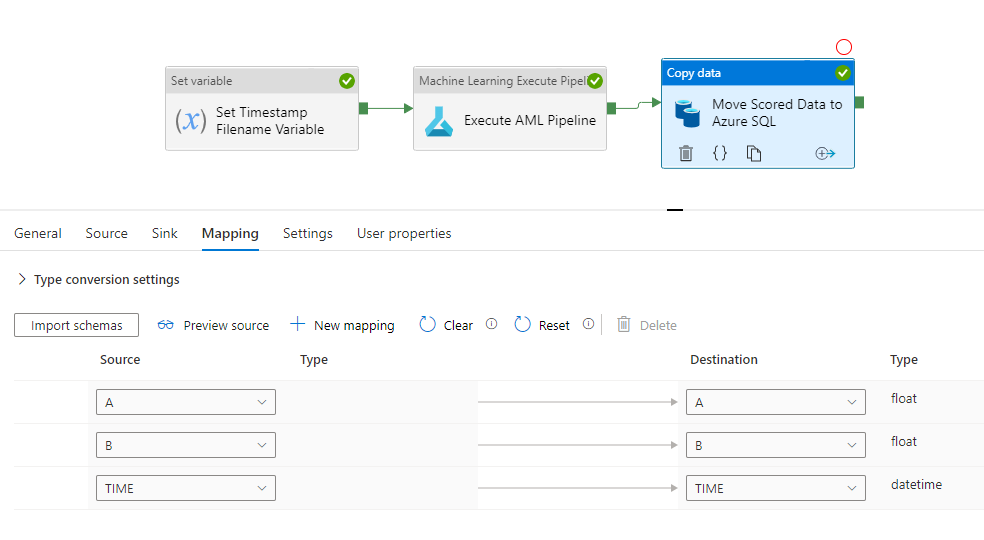 Set variable
(x) Set Timestamp
Filename Variable
Machine Learning Execute Pipeli
Execute AML Pipeline
Copy data
Move Scored Data to
Azure SQL
{}
General Source Sink Mapping Settings User properties
Type conversion settings
Import schemas Preview source New mapping Clear Reset Delete
Source Type Destination Type
A A float
B B float
TIME TIME datetime